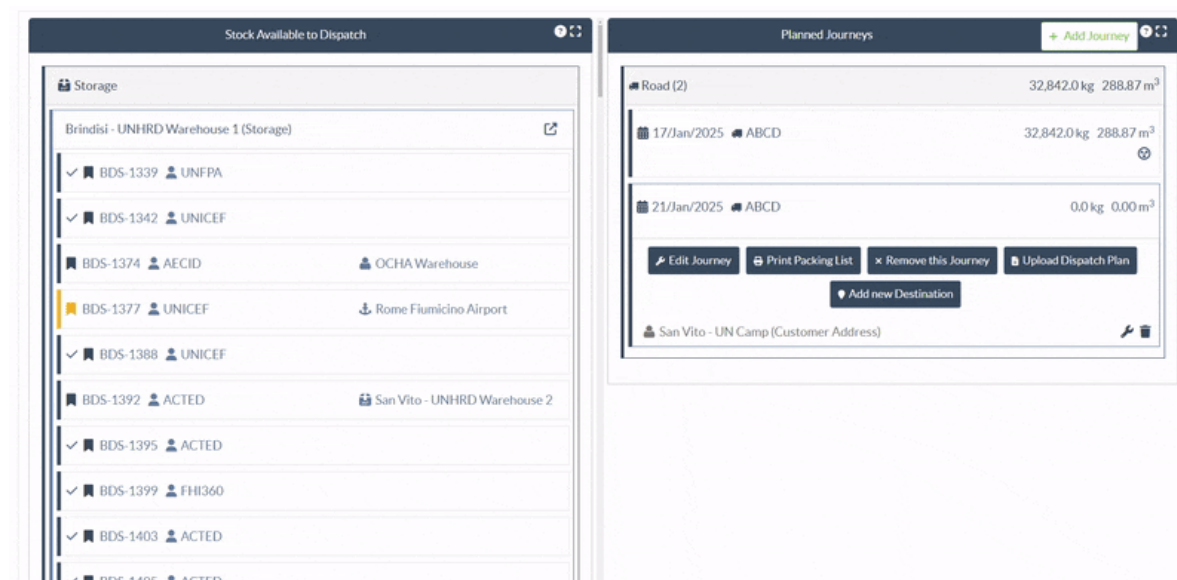 Stock Available to Dispatch
Storage
Brindisi - UNHRD Warehouse 1 (Storage)
BDS-1339 UNFPA
BDS-1342 UNICEF
BDS-1374 AECID OCHA Warehouse
BDS-1377 UNICEF Rome Fiumicino Airport
BDS-1388 UNICEF
BDS-1392 ACTED San Vito - UNHRD Warehouse 2
BDS-1395 ACTED
BDS-1399 FHI360
BDS-1403 ACTED
Planned Journeys
+ Add Journey
Road (2) 32,842.0 kg 288.87 m³
17/Jan/2025 ABCD 32,842.0 kg 288.87 m³
21/Jan/2025 ABCD 0.0 kg 0.00 m³
Edit Journey Print Packing List × Remove this Journey Upload Dispatch Plan
Add new Destination
San Vito - UN Camp (Customer Address)